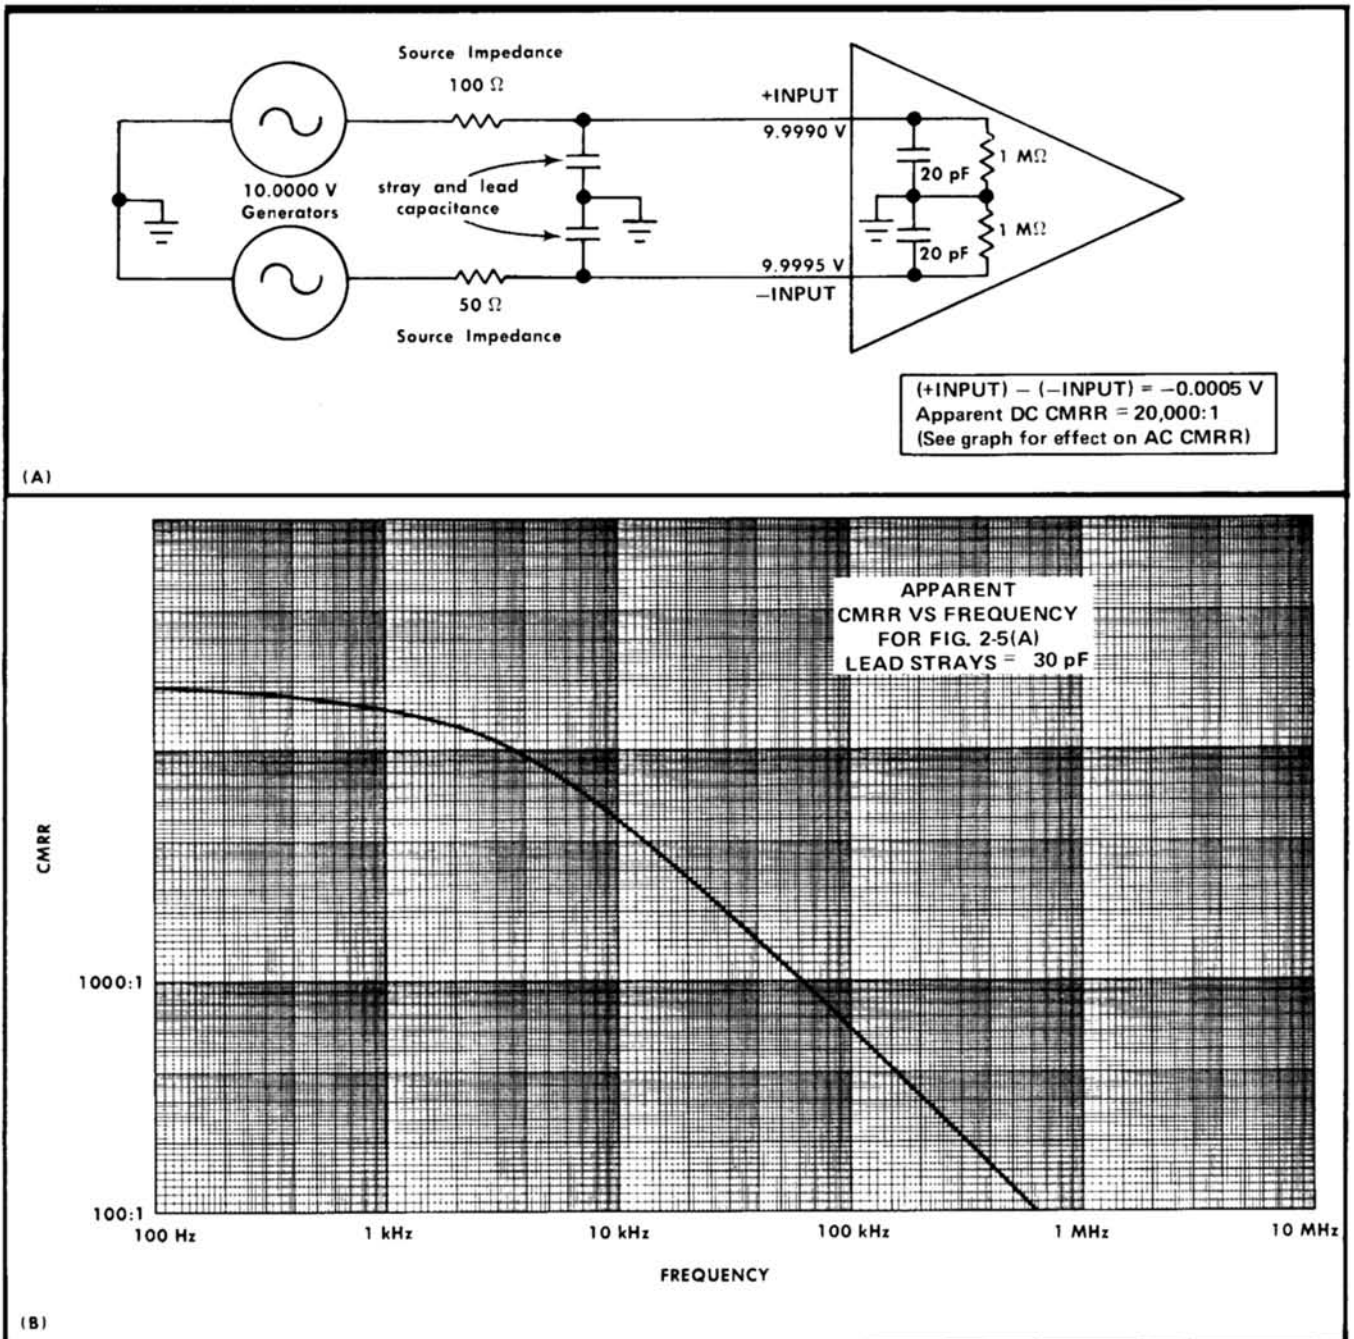 Source Impedance
100 Ω
+INPUT
9.9990 V
1 MΩ
20 pF
stray and lead
capacitance
10.0000 V
Generators
1 MΩ
20 pF
9.9995 V
−INPUT
50 Ω
Source Impedance
(+INPUT) − (−INPUT) = −0.0005 V
Apparent DC CMRR = 20,000:1
(See graph for effect on AC CMRR)
(A)
APPARENT
CMRR VS FREQUENCY
FOR FIG. 2-5(A)
LEAD STRAYS = 30 pF
CMRR
1000:1
100:1
100 Hz 1 kHz 10 kHz 100 kHz 1 MHz 10 MHz
FREQUENCY
(B)